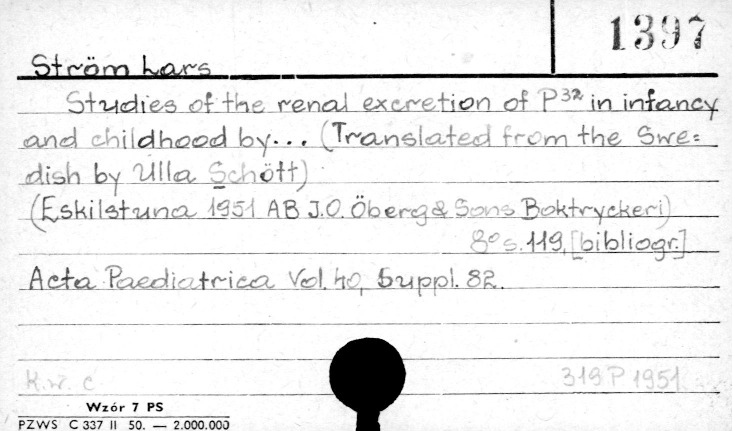 1397
Ström Lars
Studies of the renal excretion of P³² in infancy
and childhood by... (Translated from the Swe=
dish by Ulla Schött)
(Eskilstuna 1951 AB J.O. Öberg & Sons Boktryckeri)
8° s. 119, [bibliogr.]
Acta Paediatrica Vol. 40, Suppl. 82.
K.w. c
319 P 1951.
Wzór 7 PS
PZWS C 337 II 50. — 2.000.000